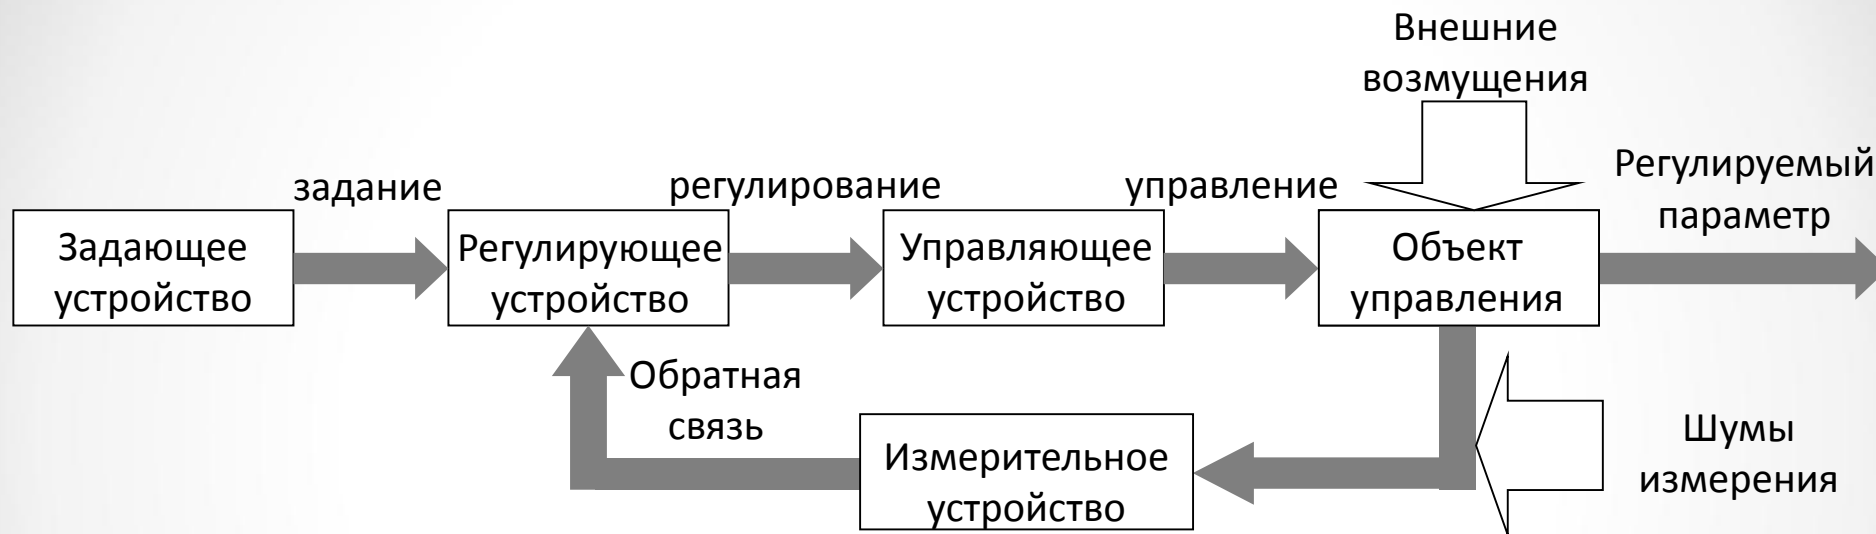 Внешние
возмущения
задание
регулирование
управление
Регулируемый
параметр
Задающее
устройство
Регулирующее
устройство
Управляющее
устройство
Объект
управления
Обратная
связь
Измерительное
устройство
Шумы
измерения